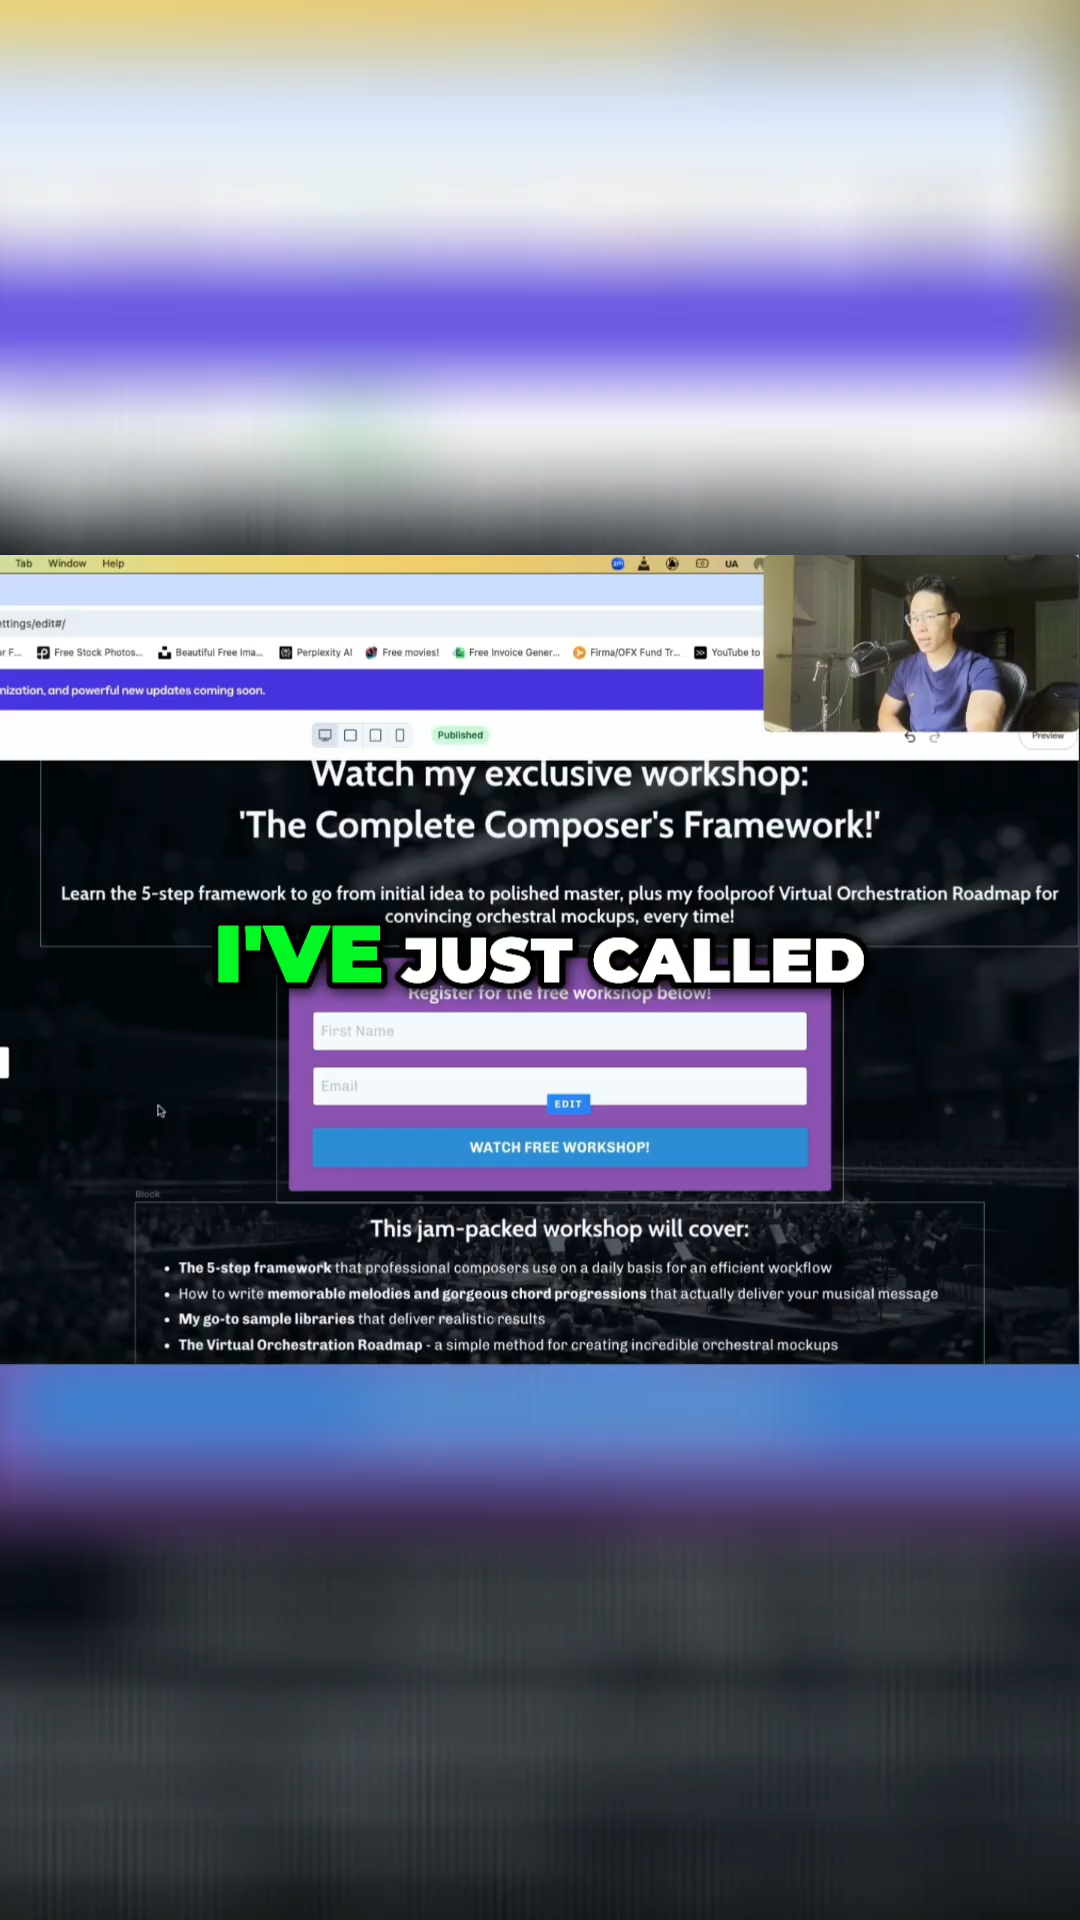 Tab Window Help
UA
ettings/edit#/
or F... Free Stock Photos... Beautiful Free Ima... Perplexity AI Free movies! Free Invoice Gener... Firma/OFX Fund Tr... YouTube to
nization, and powerful new updates coming soon.
Published
Preview
Watch my exclusive workshop:
'The Complete Composer's Framework!'
Learn the 5-step framework to go from initial idea to polished master, plus my foolproof Virtual Orchestration Roadmap for
convincing orchestral mockups, every time!
I'VE JUST CALLED
Register for the free workshop below!
First Name
Email
EDIT
WATCH FREE WORKSHOP!
Block
This jam-packed workshop will cover:
• The 5-step framework that professional composers use on a daily basis for an efficient workflow
• How to write memorable melodies and gorgeous chord progressions that actually deliver your musical message
• My go-to sample libraries that deliver realistic results
• The Virtual Orchestration Roadmap - a simple method for creating incredible orchestral mockups